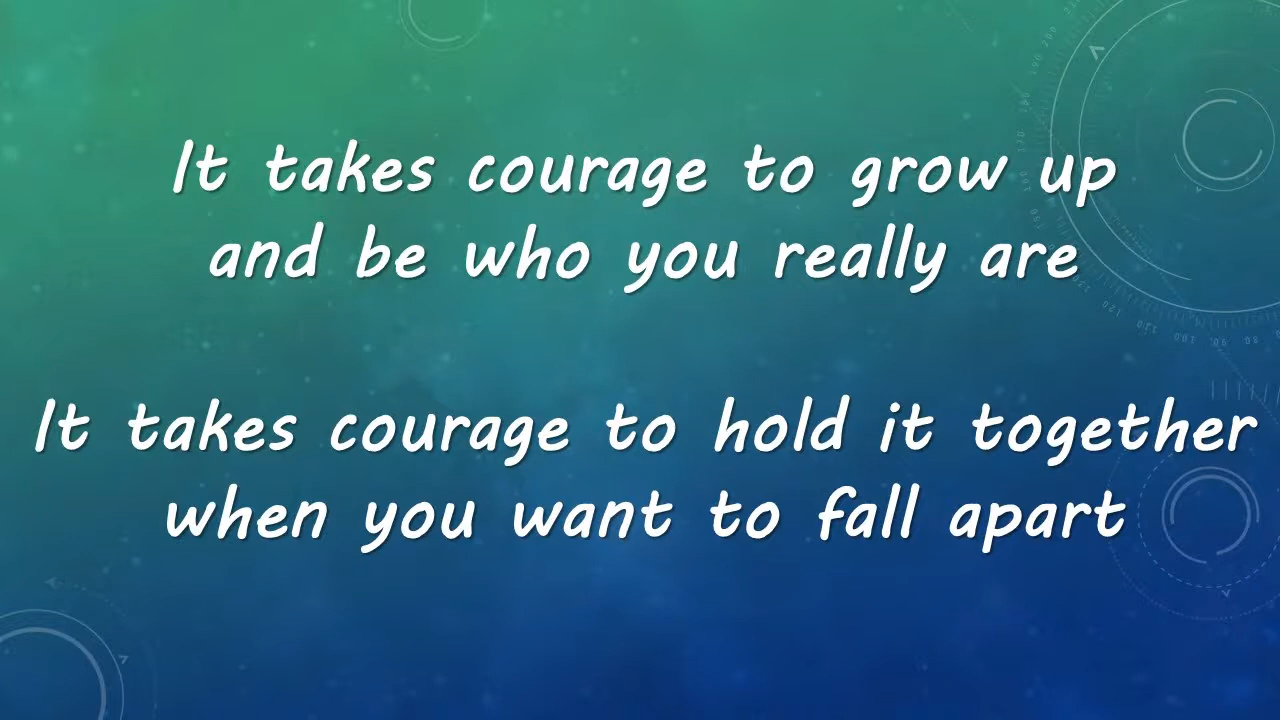 It takes courage to grow up
and be who you really are
It takes courage to hold it together
when you want to fall apart